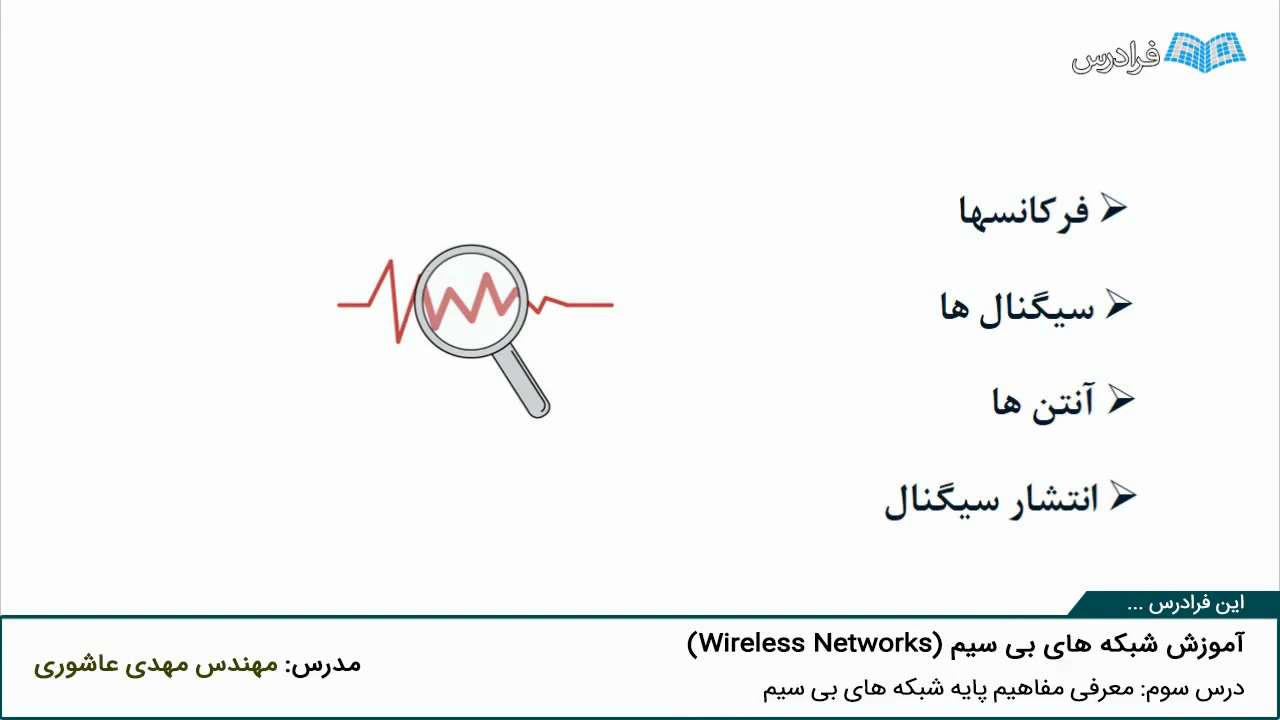 فرادرس
فرکانسها
سیگنال ها
آنتن ها
انتشار سیگنال
این فرادرس ...
آموزش شبکه های بی سیم (Wireless Networks)
درس سوم: معرفی مفاهیم پایه شبکه های بی سیم
مدرس: مهندس مهدی عاشوری